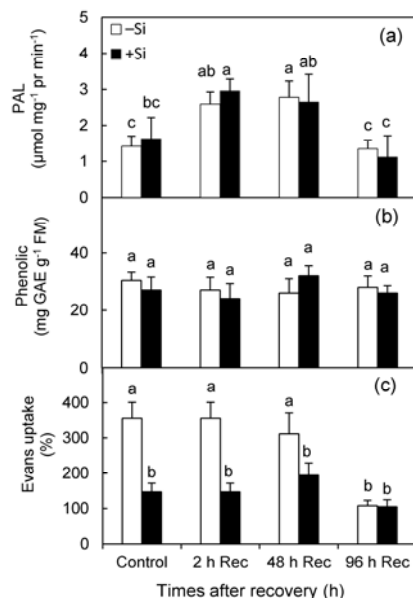 5
4
3
2
1
0
PAL
(µmol mg⁻¹ pr min⁻¹)
–Si
+Si
(a)
c
bc
ab
a
a
ab
c
c
40
20
0
Phenolic
(mg GAE g⁻¹ FM)
(b)
a
a
a
a
a
a
a
a
400
300
200
100
0
Evans uptake
(%)
(c)
a
b
a
b
a
b
b
b
Control 2 h Rec 48 h Rec 96 h Rec
Times after recovery (h)